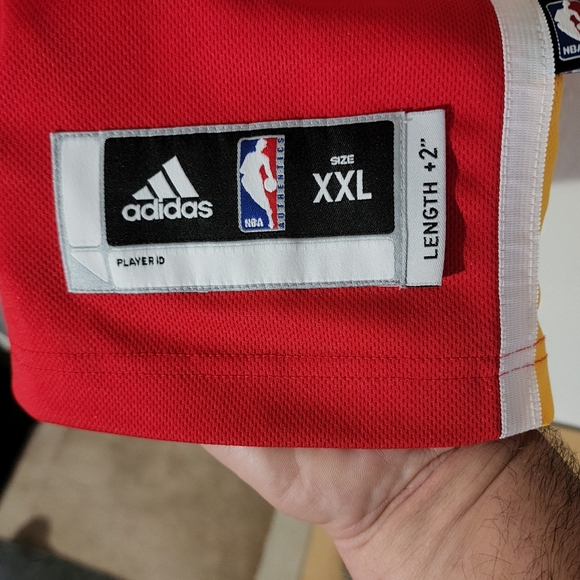 adidas
NBA
AUTHENTICS
SIZE
XXL
LENGTH +2"
PLAYER ID
NBA